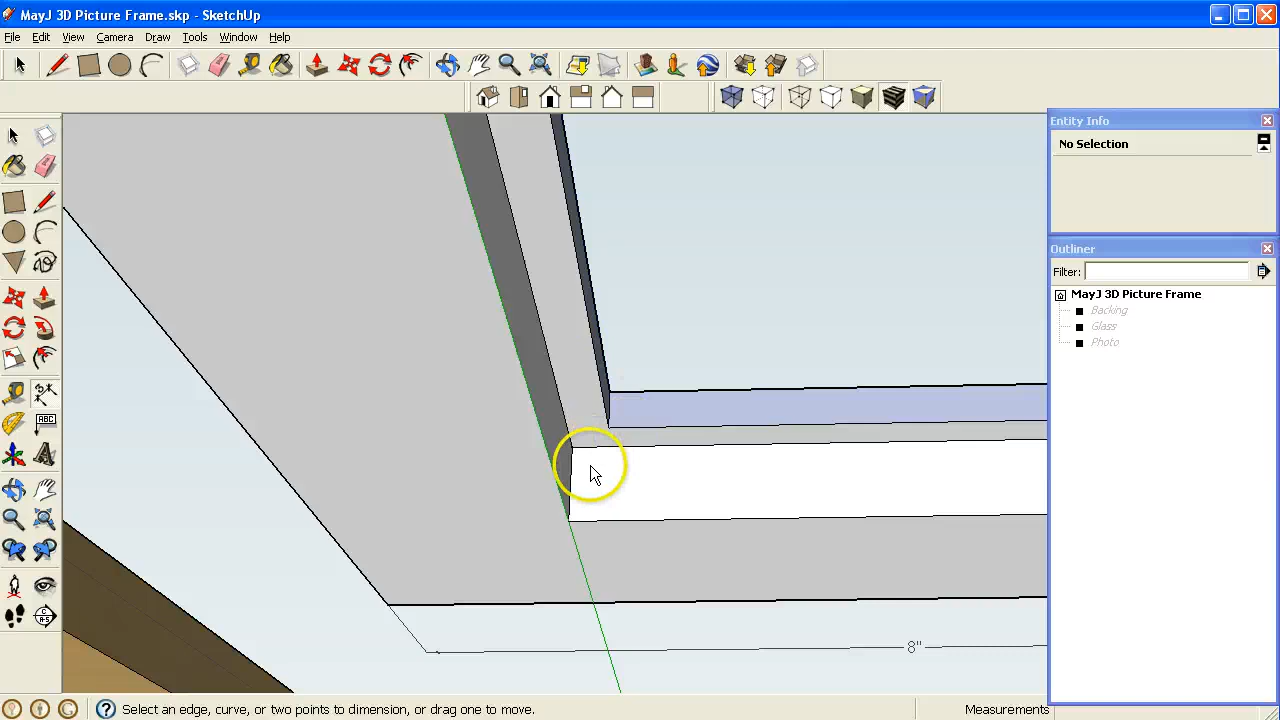 MayJ 3D Picture Frame.skp - SketchUp
File Edit View Camera Draw Tools Window Help
Entity Info
No Selection
Outliner
Filter:
MayJ 3D Picture Frame
Backing
Glass
Photo
ABC
8"
Select an edge, curve, or two points to dimension, or drag one to move.
Measurements